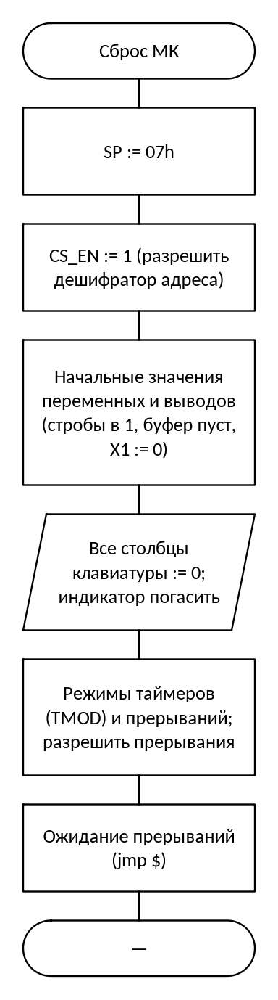 Сброс МК
SP := 07h
CS_EN := 1 (разрешить
дешифратор адреса)
Начальные значения
переменных и выводов
(стробы в 1, буфер пуст,
X1 := 0)
Все столбцы
клавиатуры := 0;
индикатор погасить
Режимы таймеров
(TMOD) и прерываний;
разрешить прерывания
Ожидание прерываний
(jmp $)
—